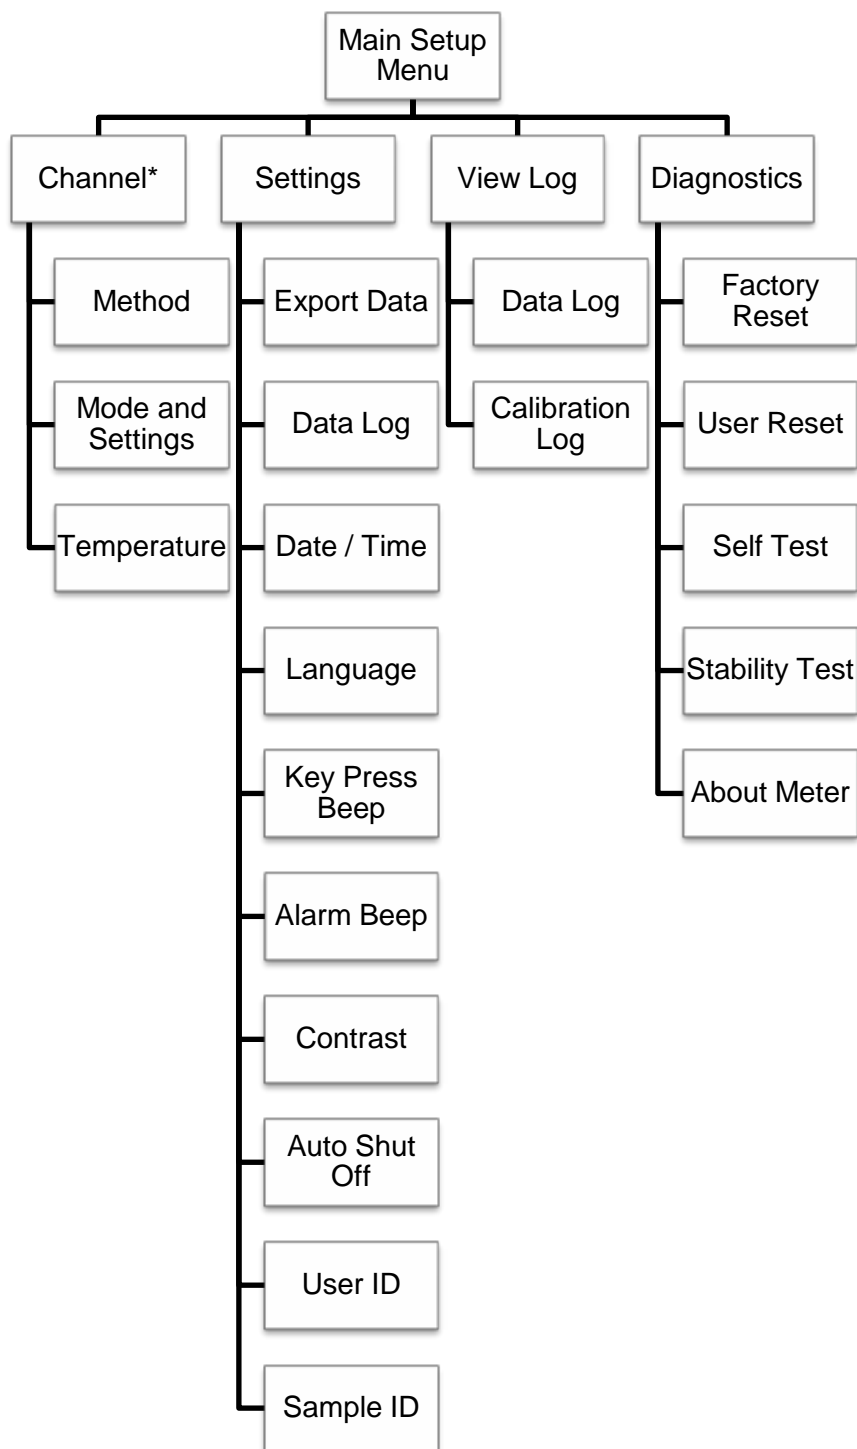 Main Setup
Menu
Channel*
Settings
View Log
Diagnostics
Method
Mode and
Settings
Temperature
Export Data
Data Log
Date / Time
Language
Key Press
Beep
Alarm Beep
Contrast
Auto Shut
Off
User ID
Sample ID
Data Log
Calibration
Log
Factory
Reset
User Reset
Self Test
Stability Test
About Meter